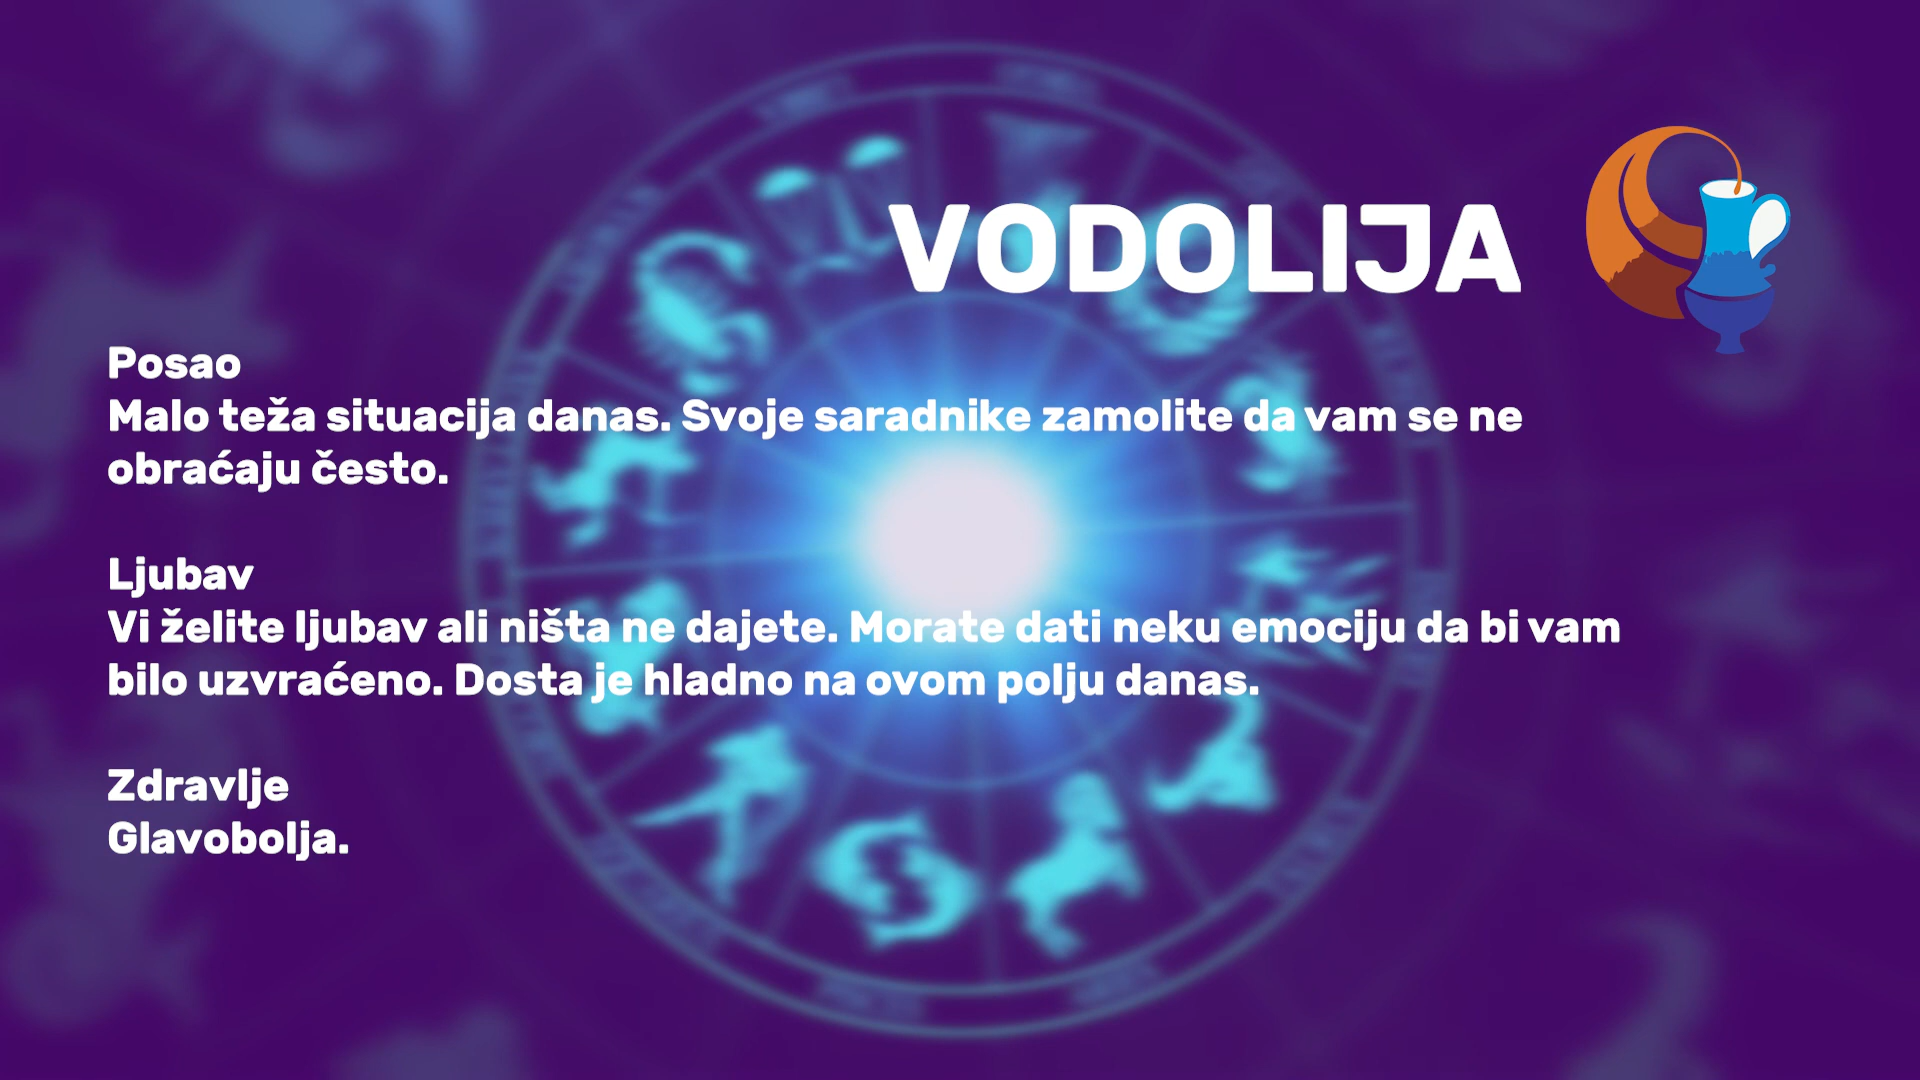 VODOLIJA
Posao
Malo teža situacija danas. Svoje saradnike zamolite da vam se ne
obraćaju često.
Ljubav
Vi želite ljubav ali ništa ne dajete. Morate dati neku emociju da bi vam
bilo uzvraćeno. Dosta je hladno na ovom polju danas.
Zdravlje
Glavobolja.